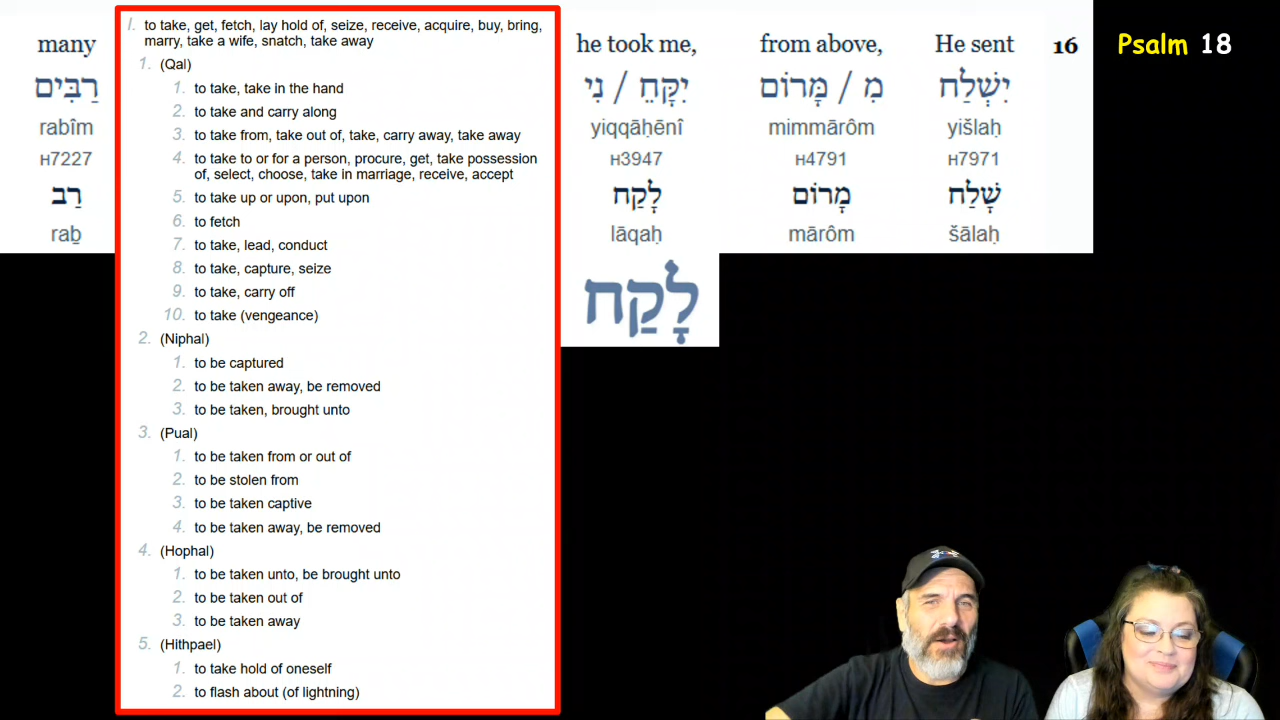 Psalm 18
16
He sent
יִשְׁלַח
yišlaḥ
H7971
שָׁלַח
šālaḥ
from above,
מִ / מָּרוֹם
mimmārôm
H4791
מָרוֹם
mārôm
he took me,
יִקָּחֵ / נִי
yiqqāḥēnî
H3947
לָקַח
lāqaḥ
לָקַח
many
רַבִּים
rabîm
H7227
רַב
raḇ
I. to take, get, fetch, lay hold of, seize, receive, acquire, buy, bring,
marry, take a wife, snatch, take away
1. (Qal)
1. to take, take in the hand
2. to take and carry along
3. to take from, take out of, take, carry away, take away
4. to take to or for a person, procure, get, take possession
of, select, choose, take in marriage, receive, accept
5. to take up or upon, put upon
6. to fetch
7. to take, lead, conduct
8. to take, capture, seize
9. to take, carry off
10. to take (vengeance)
2. (Niphal)
1. to be captured
2. to be taken away, be removed
3. to be taken, brought unto
3. (Pual)
1. to be taken from or out of
2. to be stolen from
3. to be taken captive
4. to be taken away, be removed
4. (Hophal)
1. to be taken unto, be brought unto
2. to be taken out of
3. to be taken away
5. (Hithpael)
1. to take hold of oneself
2. to flash about (of lightning)